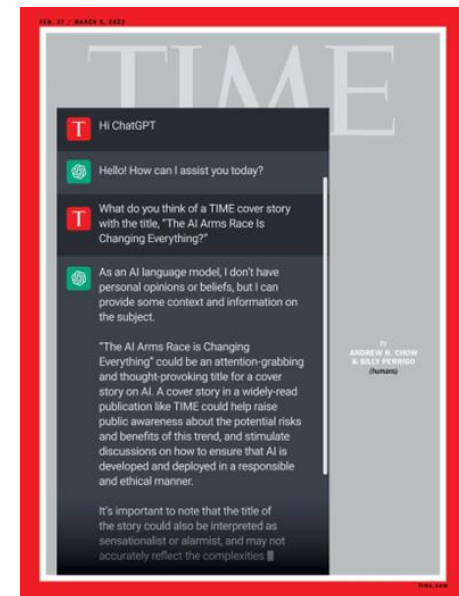 FEB. 27 / MARCH 6, 2023
TIME
T Hi ChatGPT
Hello! How can I assist you today?
T What do you think of a TIME cover story
with the title, "The AI Arms Race Is
Changing Everything?"
As an AI language model, I don't have
personal opinions or beliefs, but I can
provide some context and information on
the subject.
"The AI Arms Race is Changing
Everything" could be an attention-grabbing
and thought-provoking title for a cover
story on AI. A cover story in a widely-read
publication like TIME could help raise
public awareness about the potential risks
and benefits of this trend, and stimulate
discussions on how to ensure that AI is
developed and deployed in a responsible
and ethical manner.
It's important to note that the title of
the story could also be interpreted as
sensationalist or alarmist, and may not
accurately reflect the complexities
by
ANDREW R. CHOW
& BILLY PERRIGO
(humans)
TIME.COM